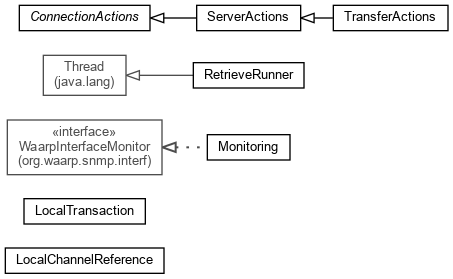 ConnectionActions
ServerActions
TransferActions
Thread
(java.lang)
RetrieveRunner
«interface»
WaarpInterfaceMonitor
(org.waarp.snmp.interf)
Monitoring
LocalTransaction
LocalChannelReference